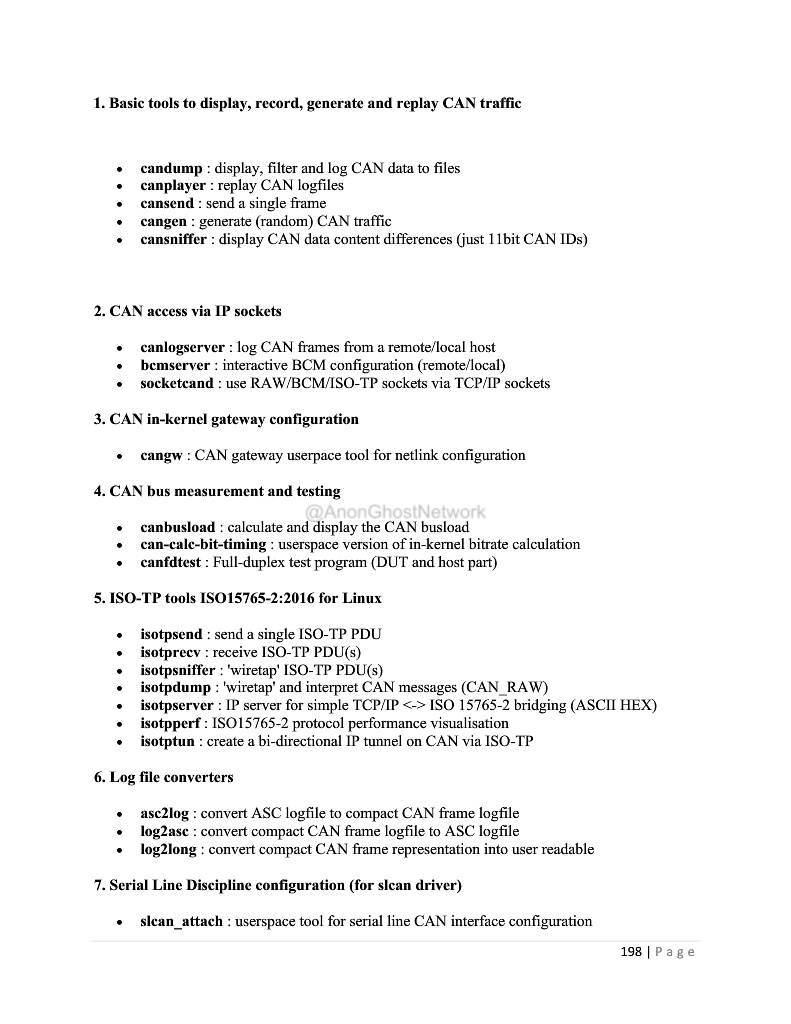 1. Basic tools to display, record, generate and replay CAN traffic
• candump : display, filter and log CAN data to files
• canplayer : replay CAN logfiles
• cansend : send a single frame
• cangen : generate (random) CAN traffic
• cansniffer : display CAN data content differences (just 11bit CAN IDs)
2. CAN access via IP sockets
• canlogserver : log CAN frames from a remote/local host
• bcmserver : interactive BCM configuration (remote/local)
• socketcand : use RAW/BCM/ISO-TP sockets via TCP/IP sockets
3. CAN in-kernel gateway configuration
• cangw : CAN gateway userpace tool for netlink configuration
4. CAN bus measurement and testing
@AnonGhostNetwork
• canbusload : calculate and display the CAN busload
• can-calc-bit-timing : userspace version of in-kernel bitrate calculation
• canfdtest : Full-duplex test program (DUT and host part)
5. ISO-TP tools ISO15765-2:2016 for Linux
• isotpsend : send a single ISO-TP PDU
• isotprecv : receive ISO-TP PDU(s)
• isotpsniffer : 'wiretap' ISO-TP PDU(s)
• isotpdump : 'wiretap' and interpret CAN messages (CAN_RAW)
• isotpserver : IP server for simple TCP/IP <-> ISO 15765-2 bridging (ASCII HEX)
• isotpperf : ISO15765-2 protocol performance visualisation
• isotptun : create a bi-directional IP tunnel on CAN via ISO-TP
6. Log file converters
• asc2log : convert ASC logfile to compact CAN frame logfile
• log2asc : convert compact CAN frame logfile to ASC logfile
• log2long : convert compact CAN frame representation into user readable
7. Serial Line Discipline configuration (for slcan driver)
• slcan_attach : userspace tool for serial line CAN interface configuration
198 | Page